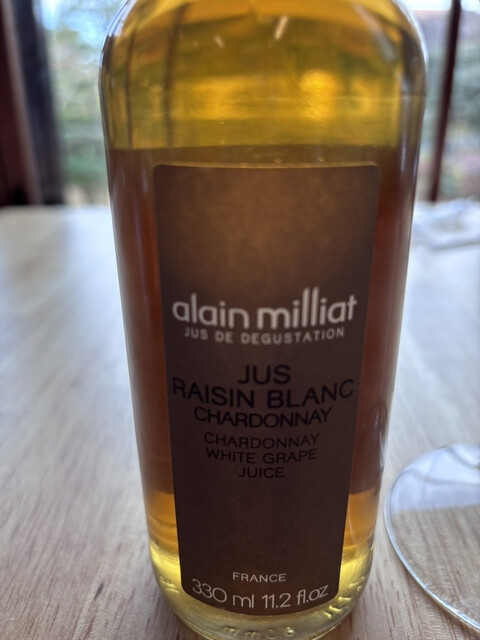 alain milliat
JUS DE DEGUSTATION
JUS
RAISIN BLANC
CHARDONNAY
CHARDONNAY
WHITE GRAPE
JUICE
FRANCE
330 ml 11.2 fl.oz